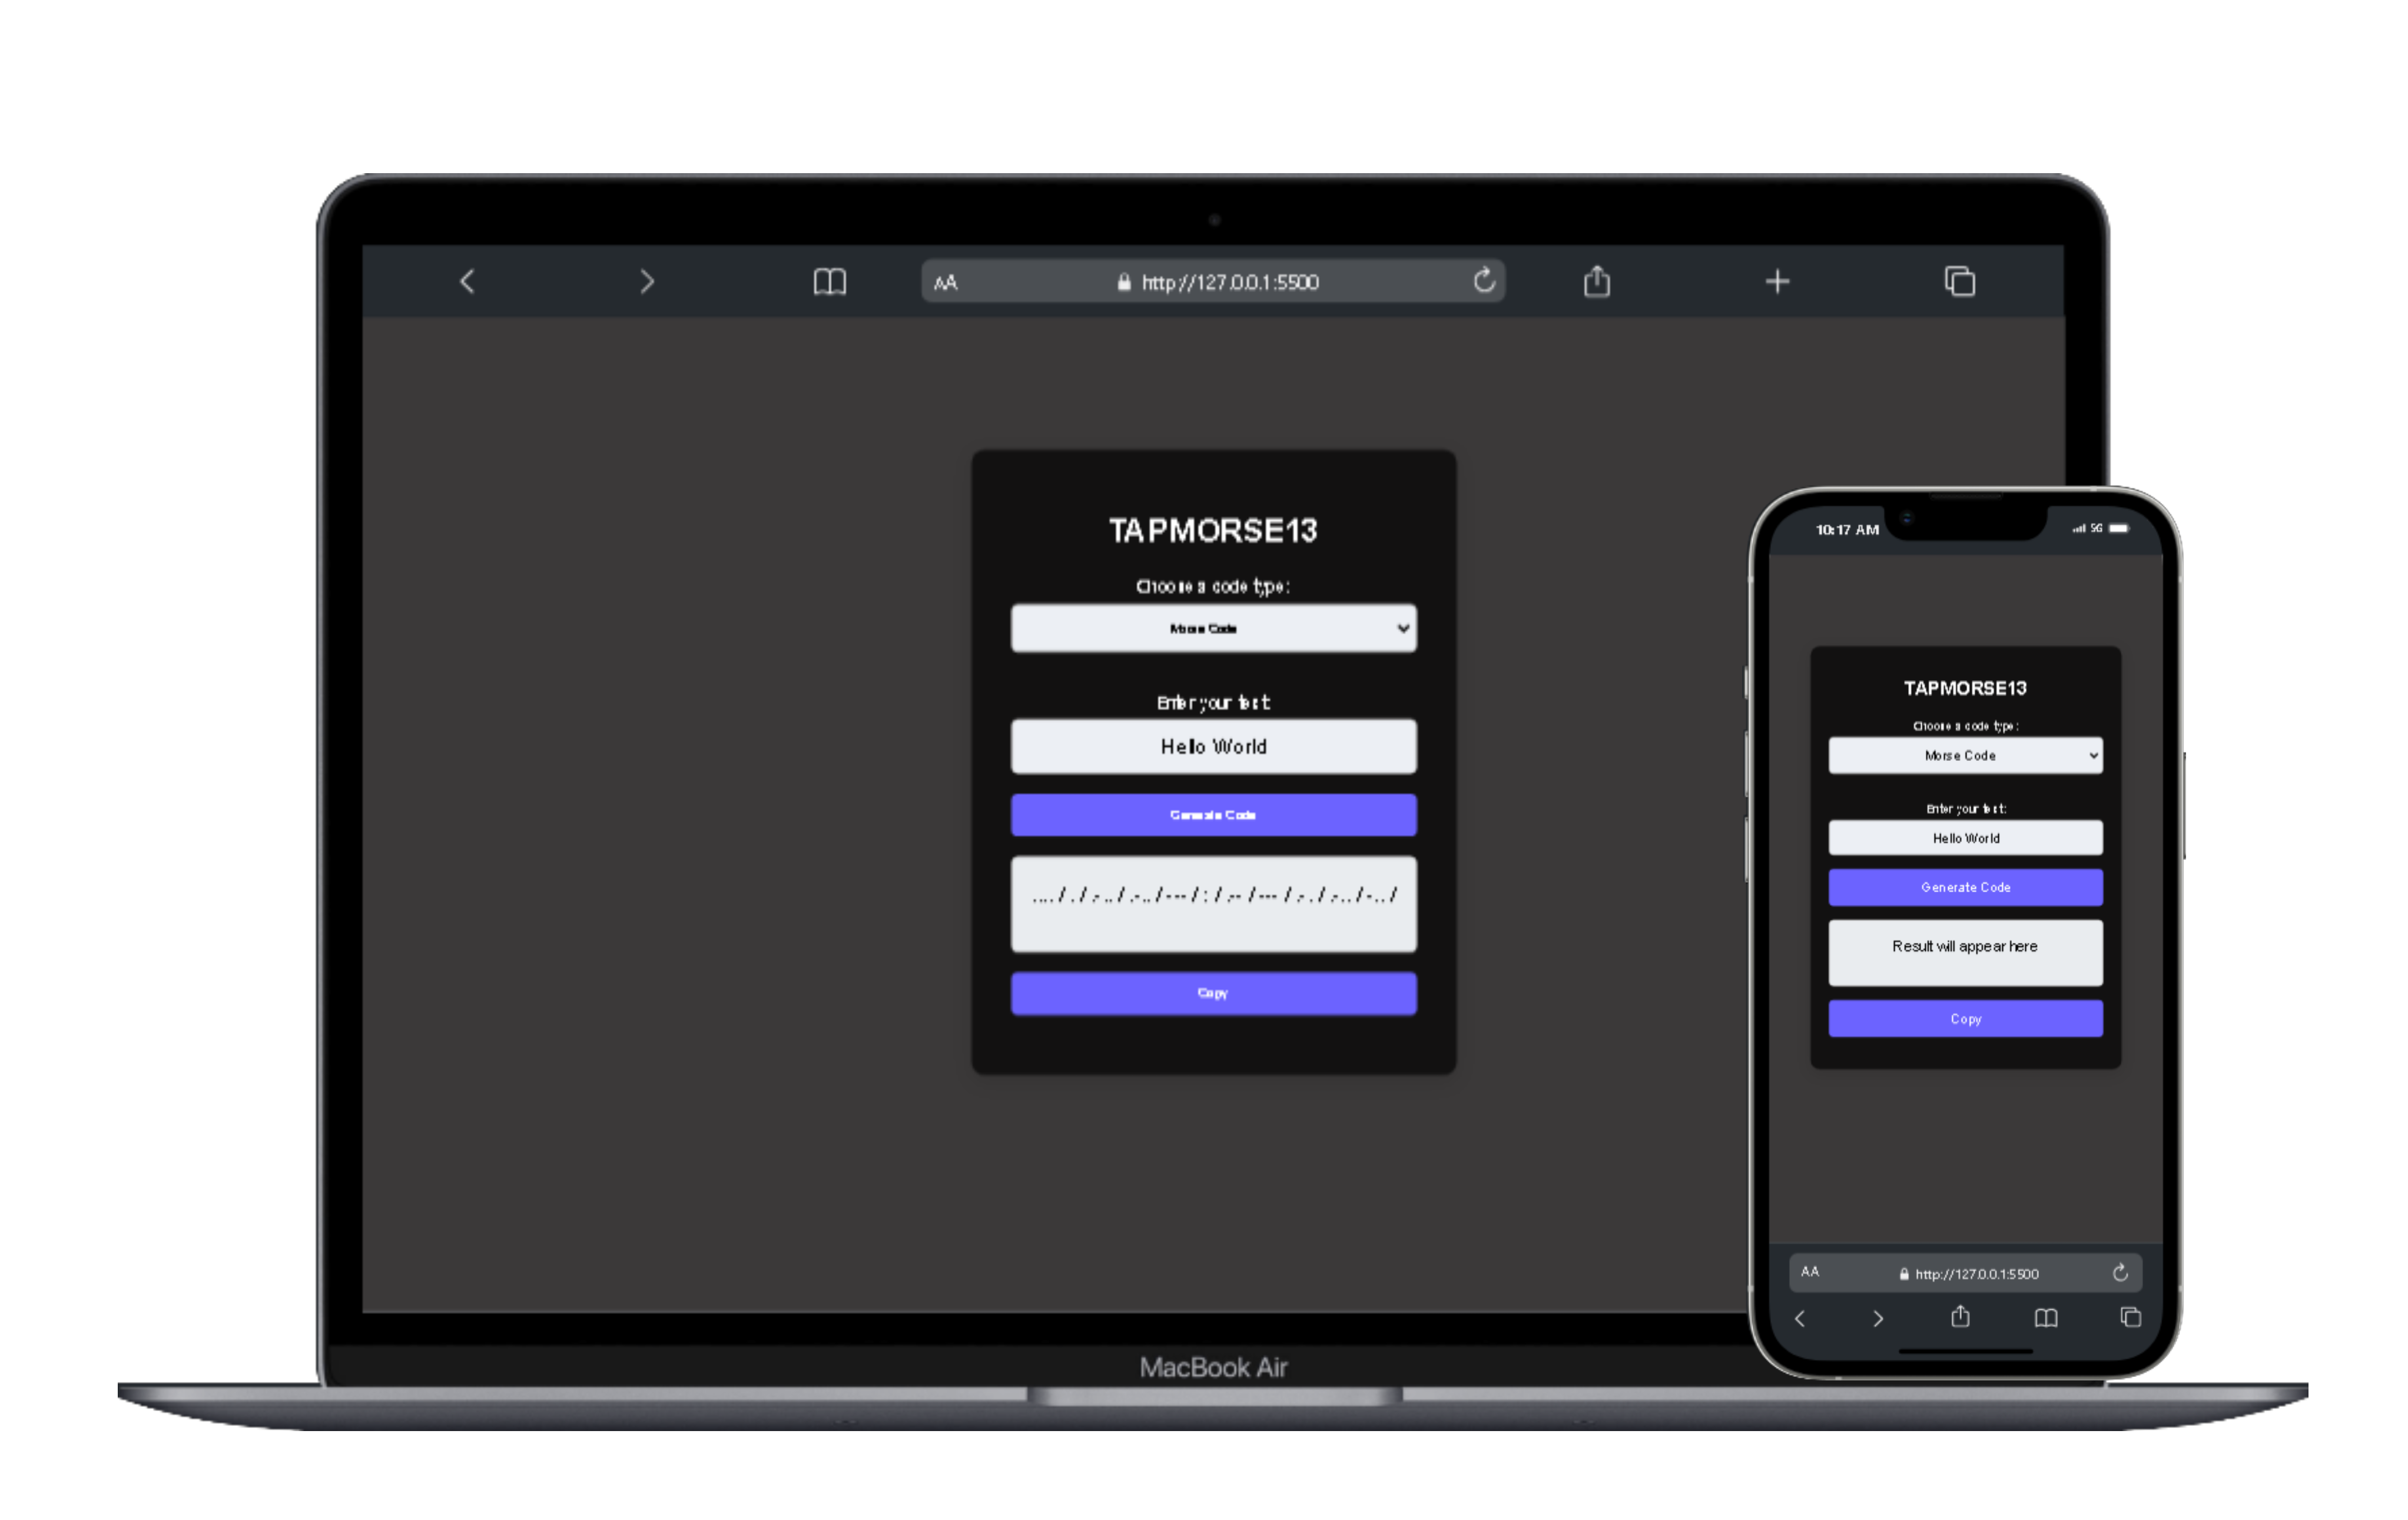 AA http://127.0.0.1:5500
TAPMORSE13
Choose a code type:
Morse Code
Enter your text
Hello World
Generate Code
..../././-../.-../---/:/.--/---/.-./.-../-../
Copy
MacBook Air
10:17 AM 5G
TAPMORSE13
Choose a code type:
Morse Code
Enter your text:
Hello World
Generate Code
Result will appear here
Copy
AA http://127.0.0.1:5500